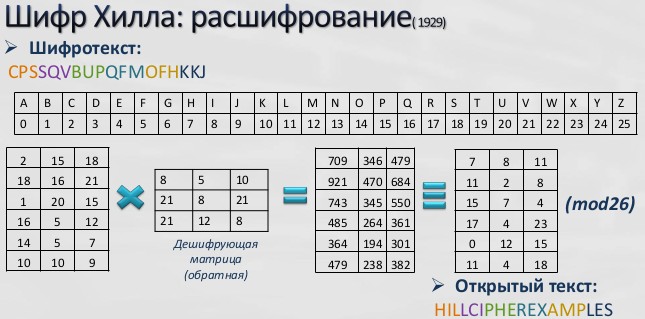 Шифр Хилла: расшифрование( 1929)
Шифротекст:
CPSSQVBUPQFMOFHKKJ
A B C D E F G H I J K L M N O P Q R S T U V W X Y Z
0 1 2 3 4 5 6 7 8 9 10 11 12 13 14 15 16 17 18 19 20 21 22 23 24 25
2 15 18
18 16 21
1 20 15
16 5 12
14 5 7
10 10 9
8 5 10
21 8 21
21 12 8
Дешифрующая
матрица
(обратная)
709 346 479
921 470 684
743 345 550
485 264 361
364 194 301
479 238 382
7 8 11
11 2 8
15 7 4
17 4 23
0 12 15
11 4 18
(mod26)
Открытый текст:
HILLCIPHEREXAMPLES